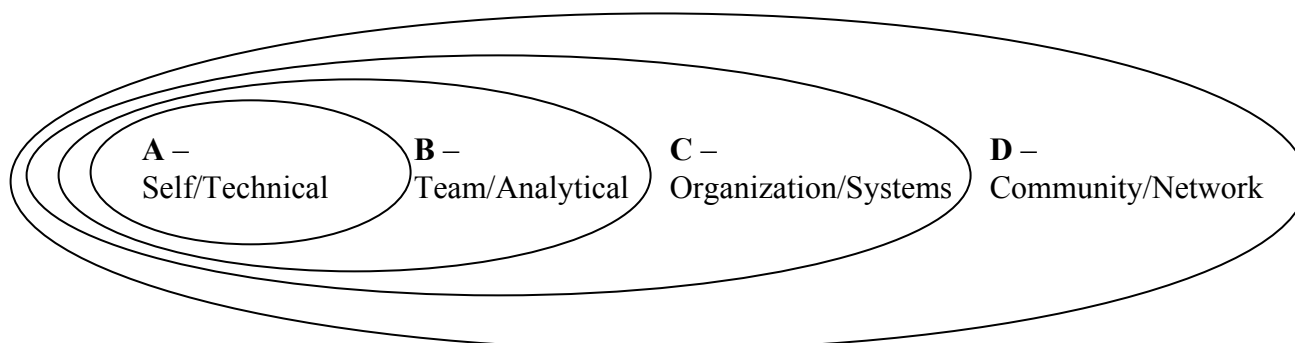 A –
Self/Technical
B –
Team/Analytical
C –
Organization/Systems
D –
Community/Network